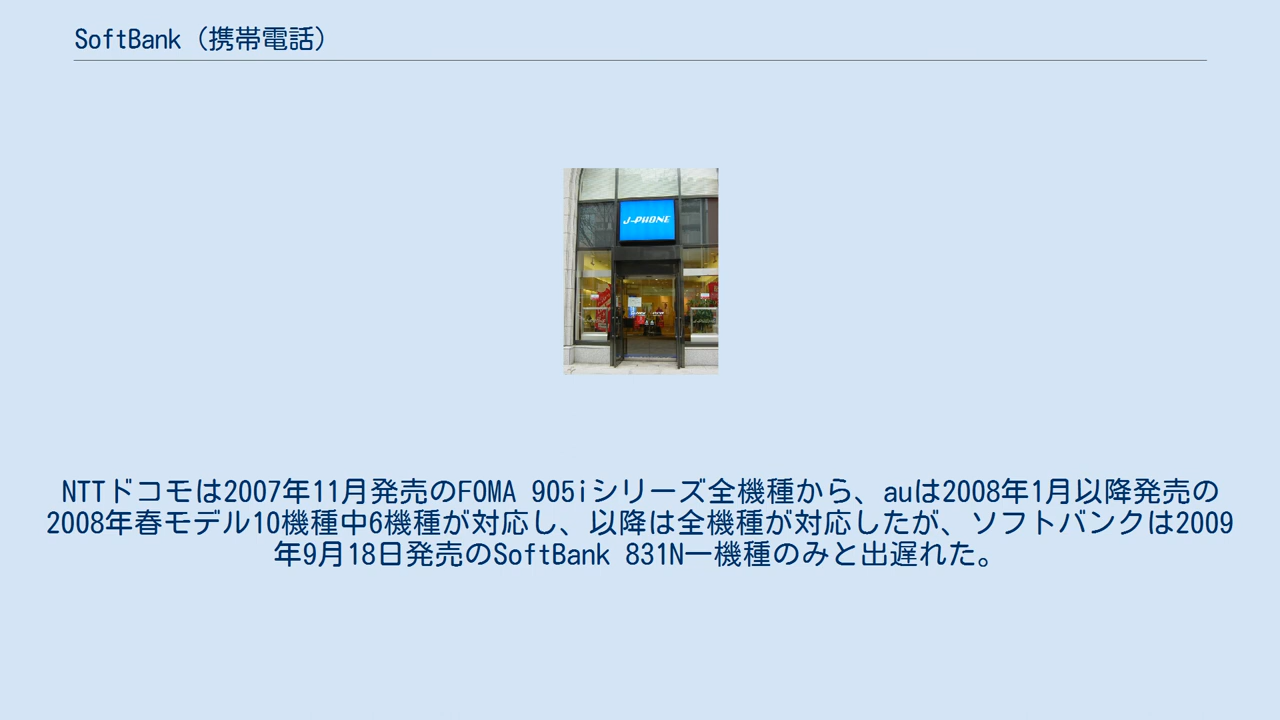 SoftBank (携帯電話)
J-PHONE
NTTドコモは2007年11月発売のFOMA 905iシリーズ全機種から、auは2008年1月以降発売の
2008年春モデル10機種中6機種が対応し、以降は全機種が対応したが、ソフトバンクは2009
年9月18日発売のSoftBank 831N一機種のみと出遅れた。